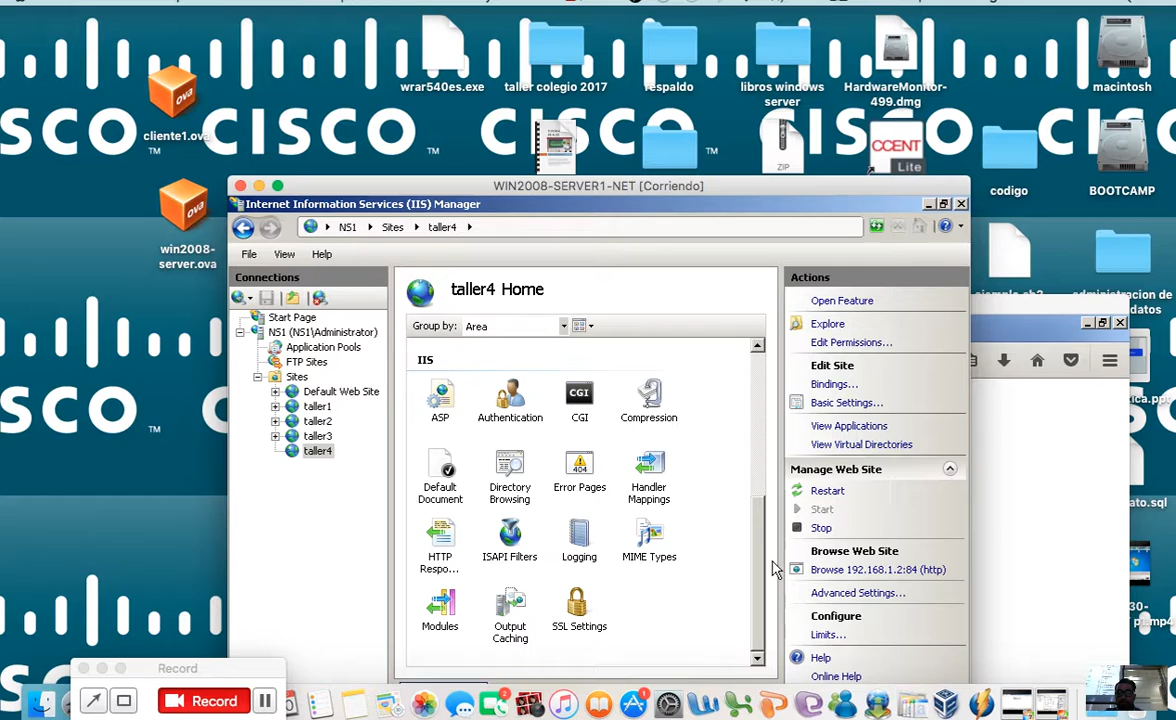 wrar540es.exe
taller colegio 2017
respaldo
libros windows
server
HardwareMonitor-
499.dmg
macintosh
cliente1.ova
ova
CISCO
CISCO
ZIP
CCENT
Lite
codigo
BOOTCAMP
ova
win2008-
server.ova
WIN2008-SERVER1-NET [Corriendo]
Internet Information Services (IIS) Manager
NS1
Sites
taller4
File
View
Help
Connections
Start Page
NS1 (NS1\Administrator)
Application Pools
FTP Sites
Sites
Default Web Site
taller1
taller2
taller3
taller4
taller4 Home
Group by:
Area
IIS
ASP
Authentication
CGI
CGI
Compression
Default
Document
Directory
Browsing
404
Error Pages
Handler
Mappings
HTTP
Respo...
ISAPI Filters
Logging
MIME Types
Modules
Output
Caching
SSL Settings
Actions
Open Feature
Explore
Edit Permissions...
Edit Site
Bindings...
Basic Settings...
View Applications
View Virtual Directories
Manage Web Site
Restart
Start
Stop
Browse Web Site
Browse 192.168.1.2:84 (http)
Advanced Settings...
Configure
Limits...
Help
Online Help
administracion de
datos
Record
Record